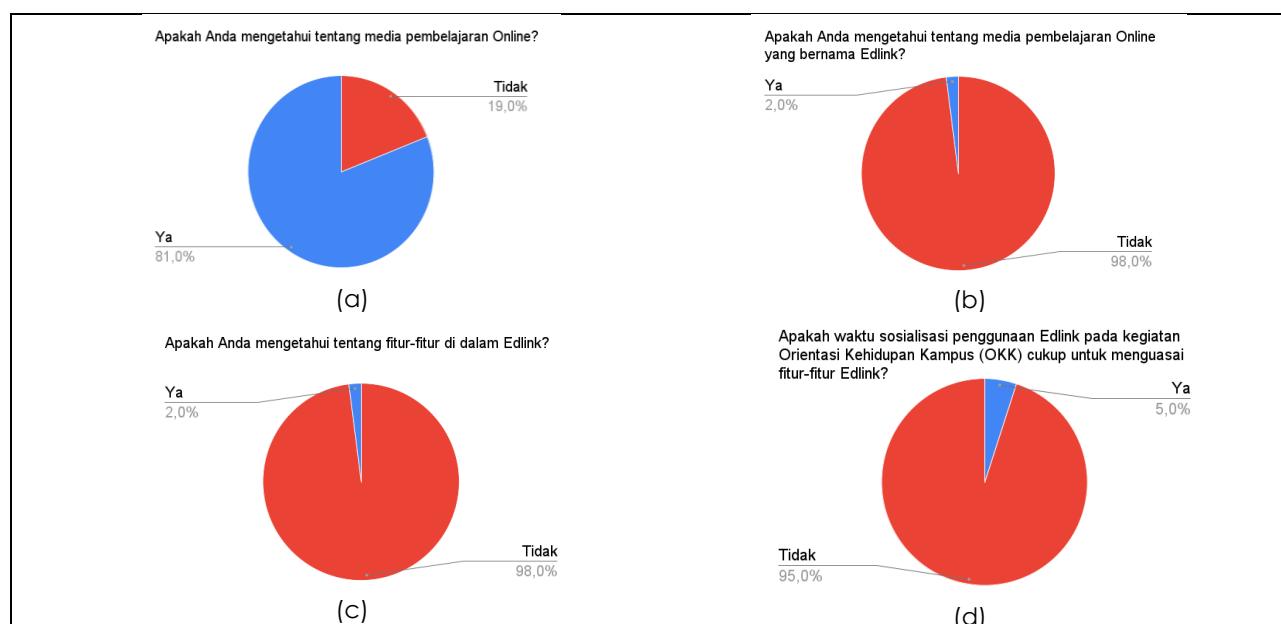 Apakah Anda mengetahui tentang media pembelajaran Online?
Tidak
19,0%
Ya
81,0%
(a)
Apakah Anda mengetahui tentang media pembelajaran Online
yang bernama Edlink?
Ya
2,0%
Tidak
98,0%
(b)
Apakah Anda mengetahui tentang fitur-fitur di dalam Edlink?
Ya
2,0%
Tidak
98,0%
(c)
Apakah waktu sosialisasi penggunaan Edlink pada kegiatan
Orientasi Kehidupan Kampus (OKK) cukup untuk menguasai
fitur-fitur Edlink?
Ya
5,0%
Tidak
95,0%
(d)